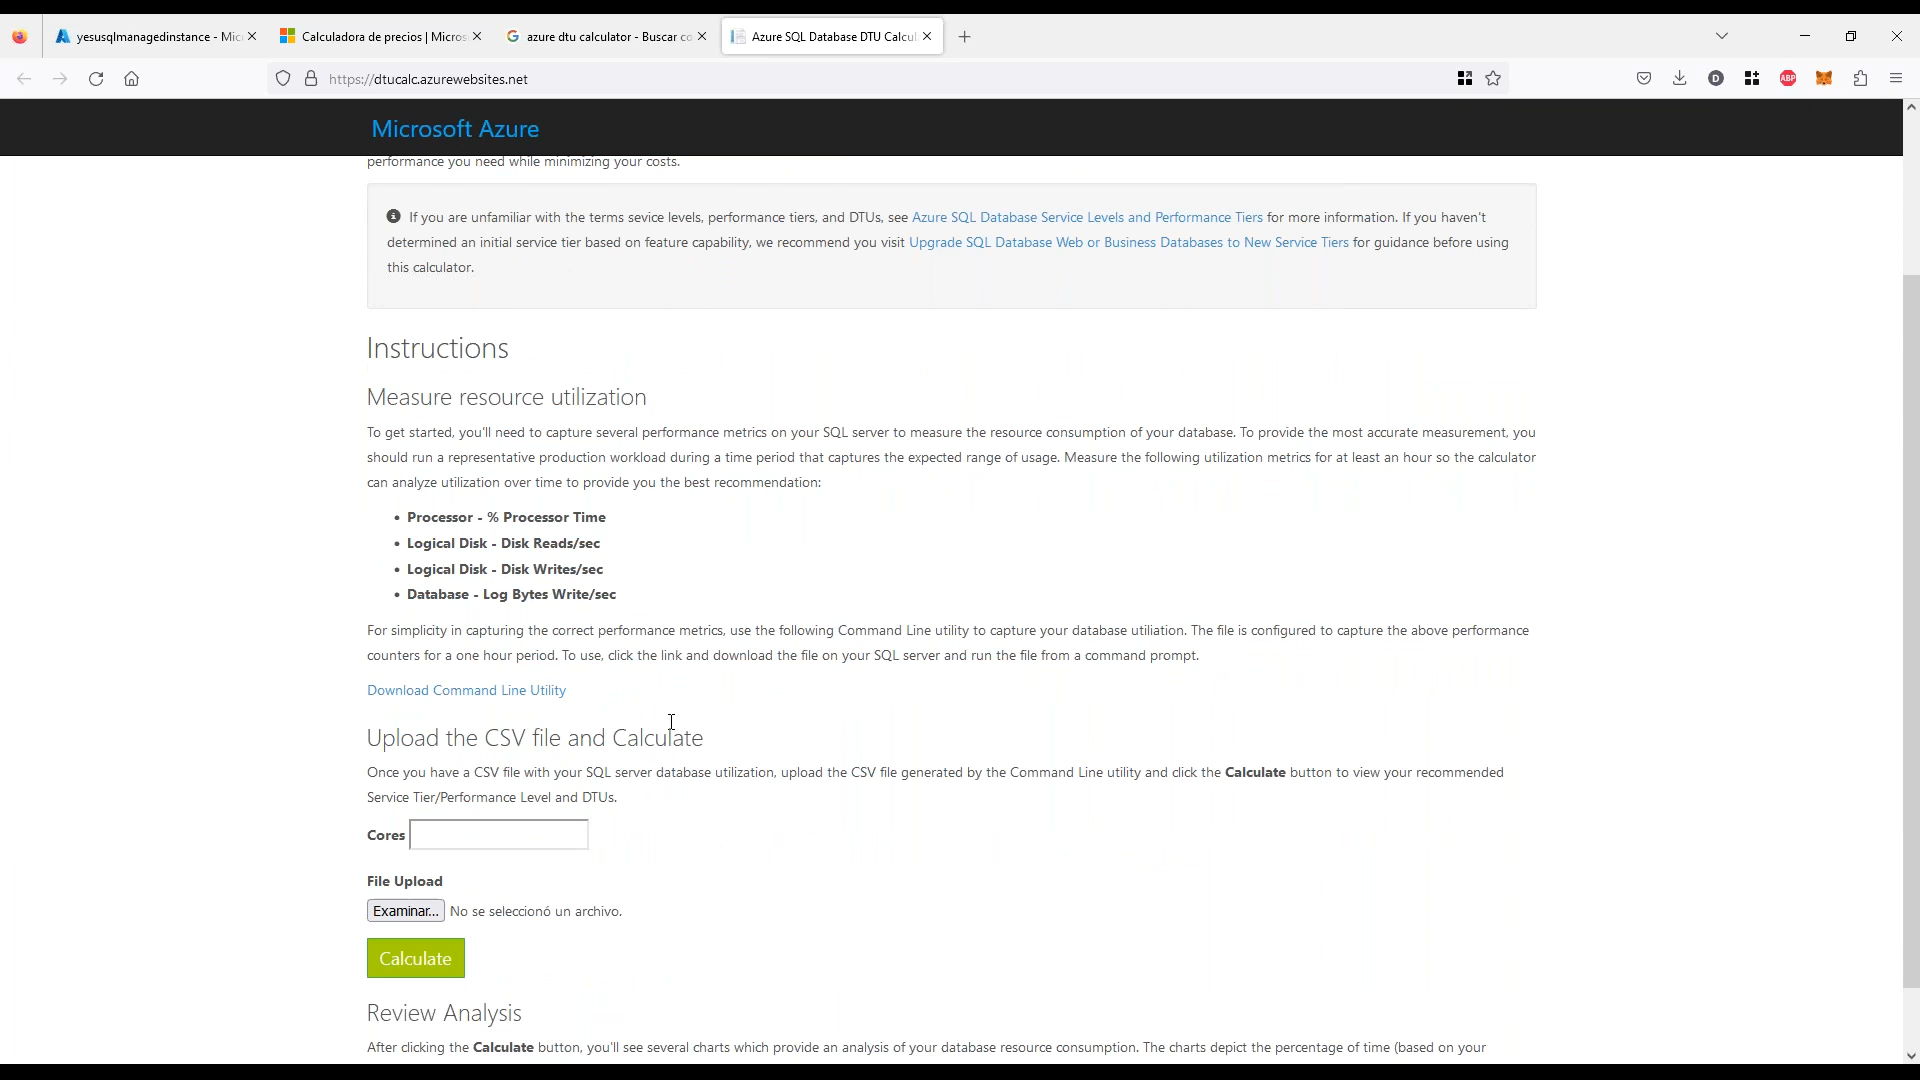 yesusqlmanagedinstance - Mic
Calculadora de precios | Micros
azure dtu calculator - Buscar co
Azure SQL Database DTU Calcul
https://dtucalc.azurewebsites.net
D
ABP
Microsoft Azure
performance you need while minimizing your costs.
If you are unfamiliar with the terms sevice levels, performance tiers, and DTUs, see Azure SQL Database Service Levels and Performance Tiers for more information. If you haven't
determined an initial service tier based on feature capability, we recommend you visit Upgrade SQL Database Web or Business Databases to New Service Tiers for guidance before using
this calculator.
Instructions
Measure resource utilization
To get started, you'll need to capture several performance metrics on your SQL server to measure the resource consumption of your database. To provide the most accurate measurement, you
should run a representative production workload during a time period that captures the expected range of usage. Measure the following utilization metrics for at least an hour so the calculator
can analyze utilization over time to provide you the best recommendation:
• Processor - % Processor Time
• Logical Disk - Disk Reads/sec
• Logical Disk - Disk Writes/sec
• Database - Log Bytes Write/sec
For simplicity in capturing the correct performance metrics, use the following Command Line utility to capture your database utiliation. The file is configured to capture the above performance
counters for a one hour period. To use, click the link and download the file on your SQL server and run the file from a command prompt.
Download Command Line Utility
Upload the CSV file and Calculate
Once you have a CSV file with your SQL server database utilization, upload the CSV file generated by the Command Line utility and click the Calculate button to view your recommended
Service Tier/Performance Level and DTUs.
Cores
File Upload
Examinar... No se seleccionó un archivo.
Calculate
Review Analysis
After clicking the Calculate button, you'll see several charts which provide an analysis of your database resource consumption. The charts depict the percentage of time (based on your